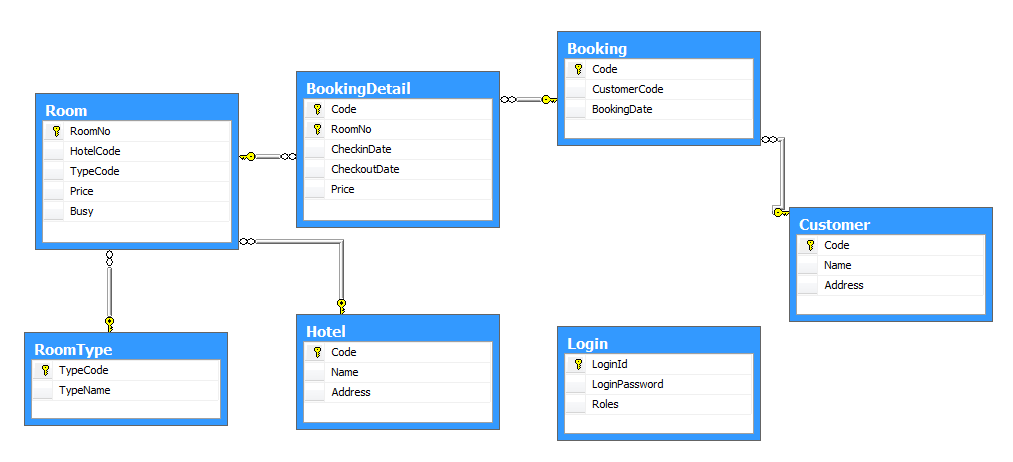 Booking
Code
CustomerCode
BookingDate
BookingDetail
Code
RoomNo
CheckinDate
CheckoutDate
Price
Room
RoomNo
HotelCode
TypeCode
Price
Busy
Customer
Code
Name
Address
Hotel
Code
Name
Address
Login
LoginId
LoginPassword
Roles
RoomType
TypeCode
TypeName